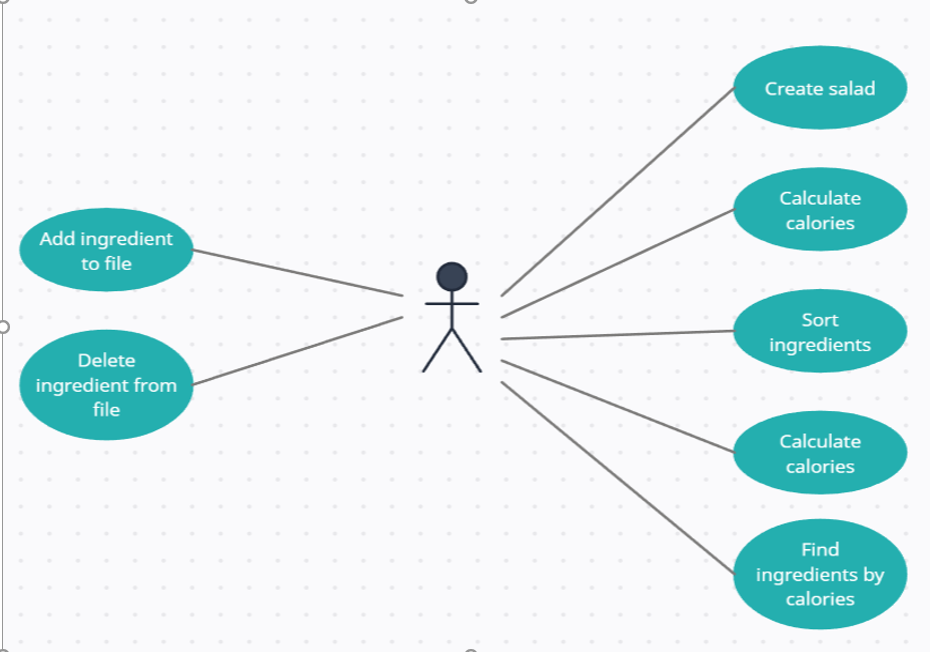 Create salad
Calculate
calories
Add ingredient
to file
Sort
ingredients
Delete
ingredient from
file
Calculate
calories
Find
ingredients by
calories